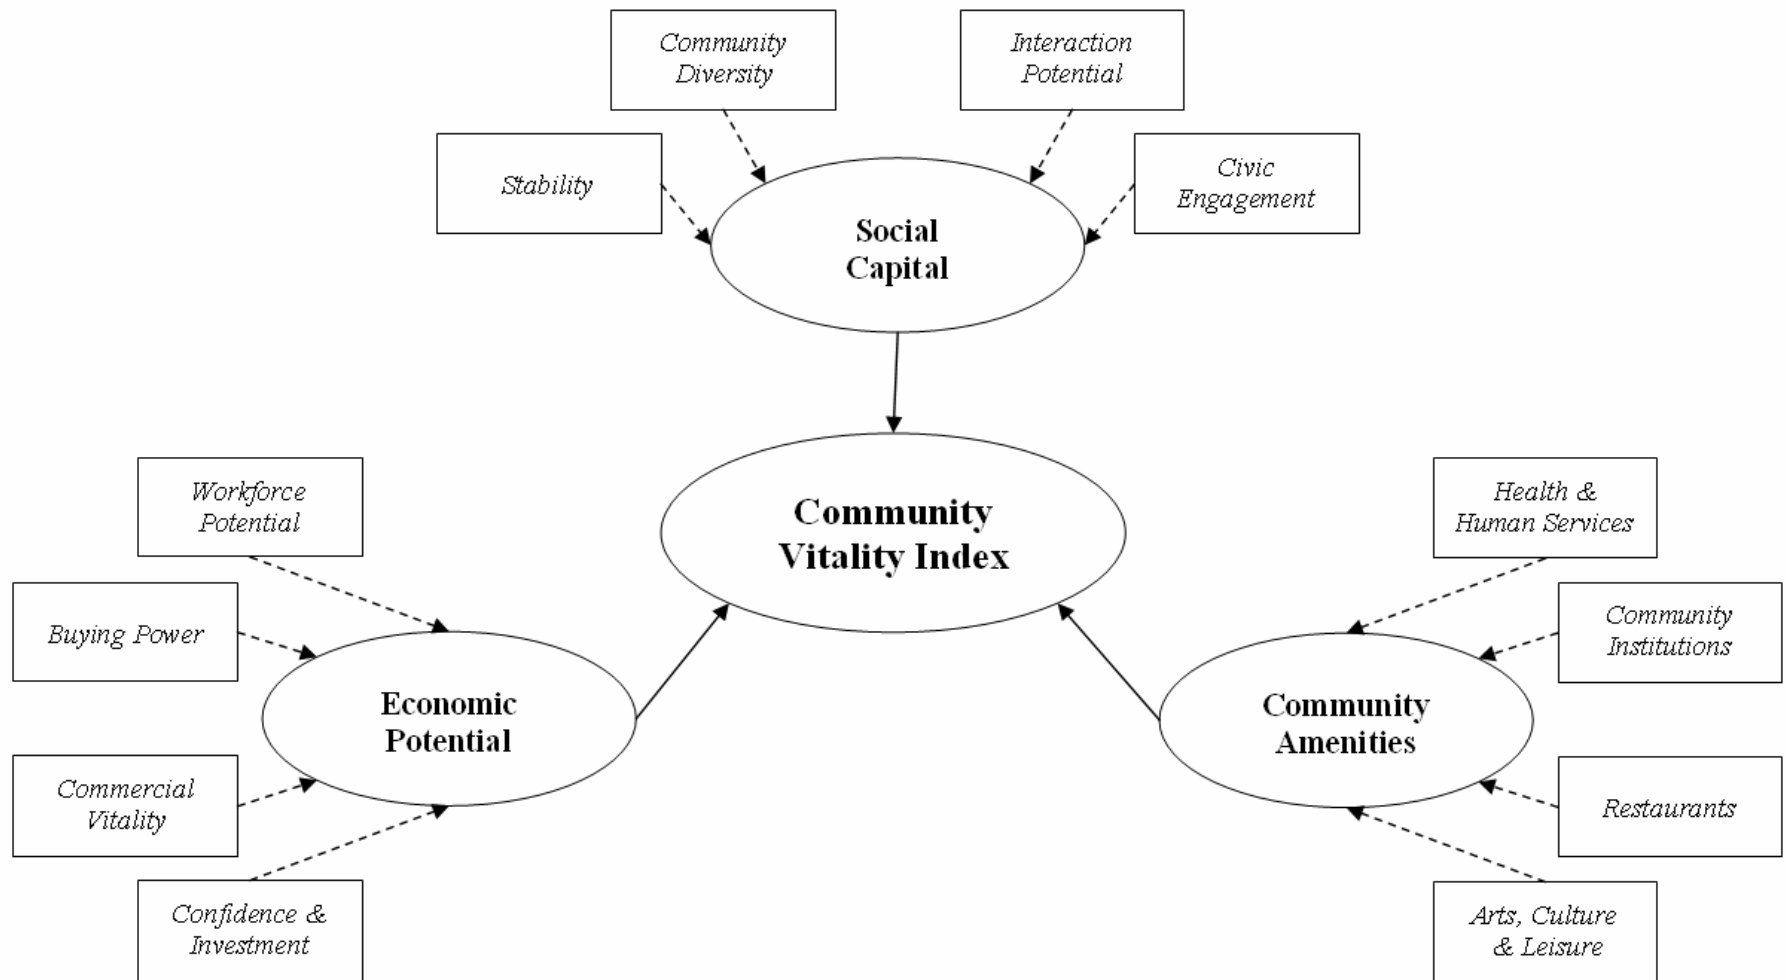 Community
Diversity
Interaction
Potential
Stability
Civic
Engagement
Social
Capital
Community
Vitality Index
Workforce
Potential
Buying Power
Economic
Potential
Commercial
Vitality
Confidence &
Investment
Health &
Human Services
Community
Institutions
Community
Amenities
Restaurants
Arts, Culture
& Leisure